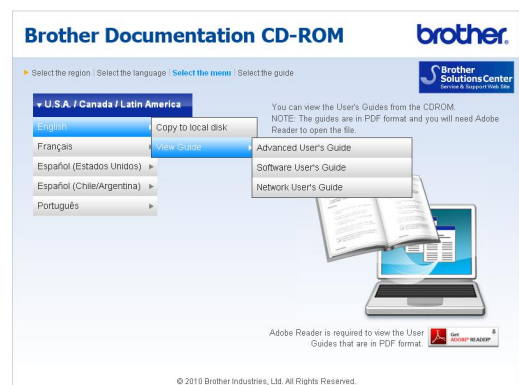 Brother Documentation CD-ROM
brother
Select the region | Select the language | Select the menu | Select the guide
Brother
Solutions Center
Service & Support Web Site
U.S.A. / Canada / Latin America
You can view the User's Guides from the CDROM.
NOTE: The guides are in PDF format and you will need Adobe
Reader to open the file.
English
Copy to local disk
Français
View Guide
Advanced User's Guide
Español (Estados Unidos)
Software User's Guide
Español (Chile/Argentina)
Network User's Guide
Português
Adobe Reader is required to view the User
Guides that are in PDF format.
Get
ADOBE® READER®
© 2010 Brother Industries, Ltd. All Rights Reserved.